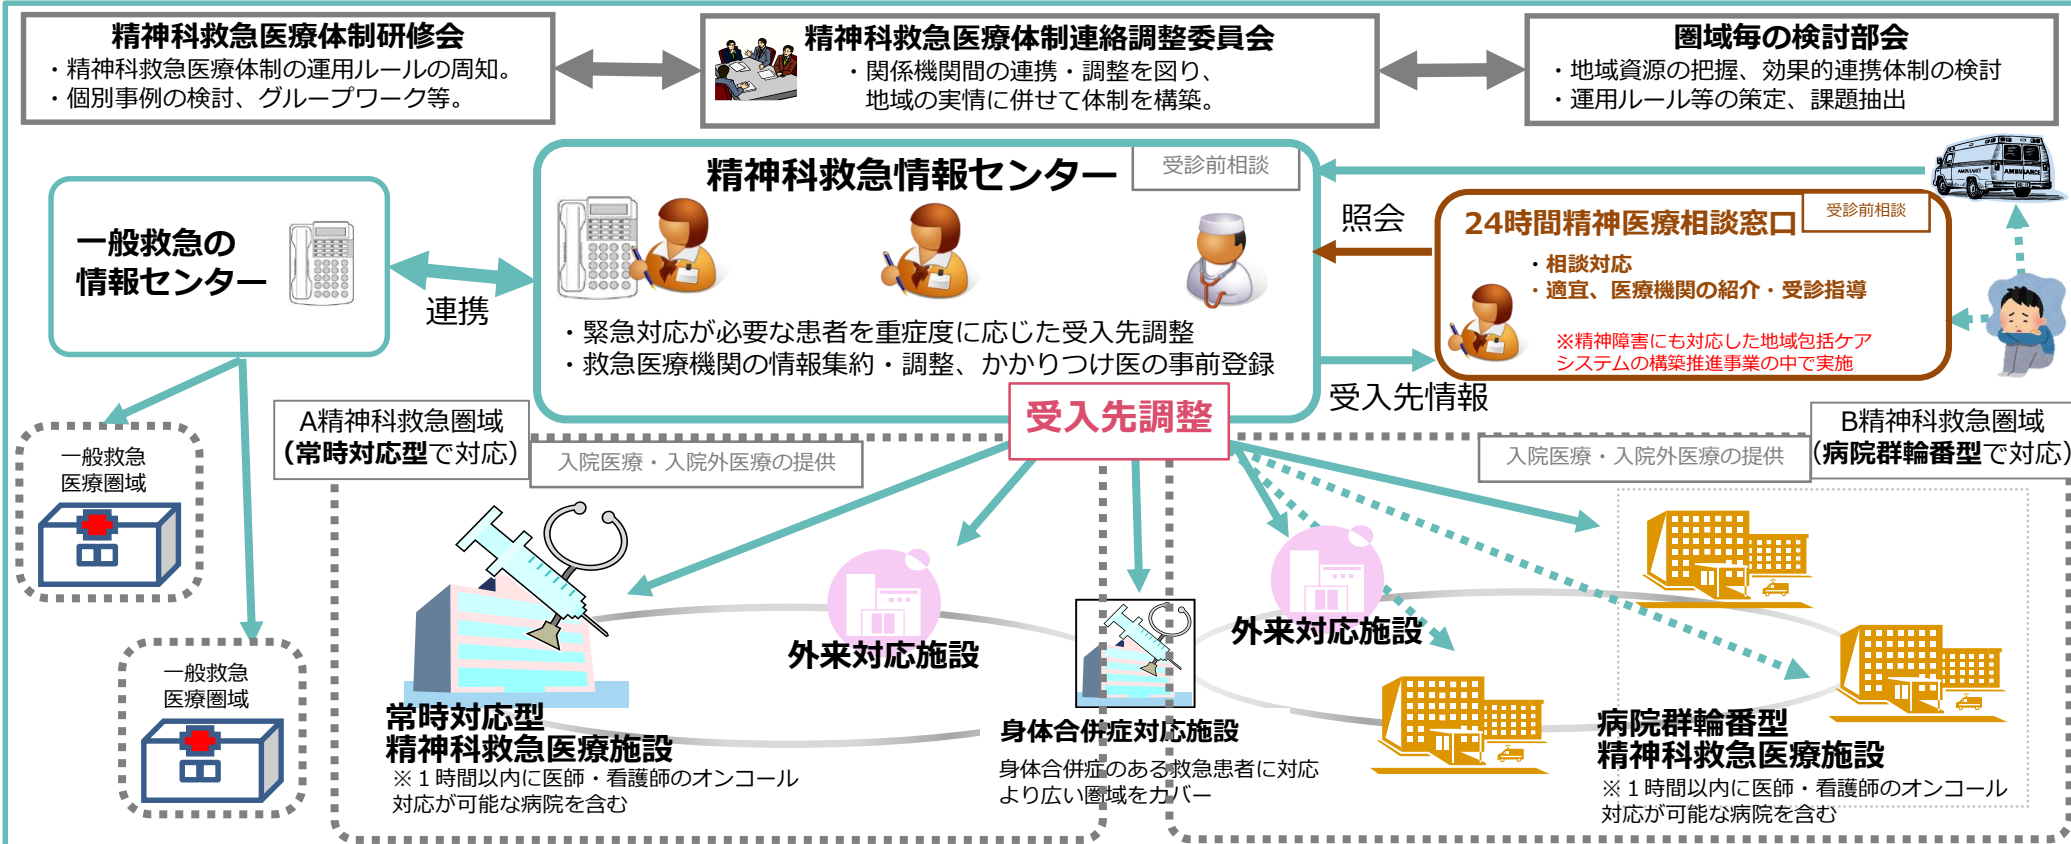 精神科救急医療体制研修会
・精神科救急医療体制の運用ルールの周知。
・個別事例の検討、グループワーク等。
精神科救急医療体制連絡調整委員会
・関係機関間の連携・調整を図り、
地域の実情に併せて体制を構築。
圏域毎の検討部会
・地域資源の把握、効果的連携体制の検討
・運用ルール等の策定、課題抽出
精神科救急情報センター
受診前相談
・緊急対応が必要な患者を重症度に応じた受入先調整
・救急医療機関の情報集約・調整、かかりつけ医の事前登録
一般救急の
情報センター
連携
照会
受入先情報
AMBULANCE
AMBULANCE
24時間精神医療相談窓口
受診前相談
・相談対応
・適宜、医療機関の紹介・受診指導
※精神障害にも対応した地域包括ケア
システムの構築推進事業の中で実施
受入先調整
一般救急
医療圏域
一般救急
医療圏域
A精神科救急圏域
(常時対応型で対応)
入院医療・入院外医療の提供
入院医療・入院外医療の提供
B精神科救急圏域
(病院群輪番型で対応)
外来対応施設
外来対応施設
常時対応型
精神科救急医療施設
※１時間以内に医師・看護師のオンコール
対応が可能な病院を含む
身体合併症対応施設
身体合併症のある救急患者に対応
より広い圏域をカバー
病院群輪番型
精神科救急医療施設
※１時間以内に医師・看護師のオンコール
対応が可能な病院を含む